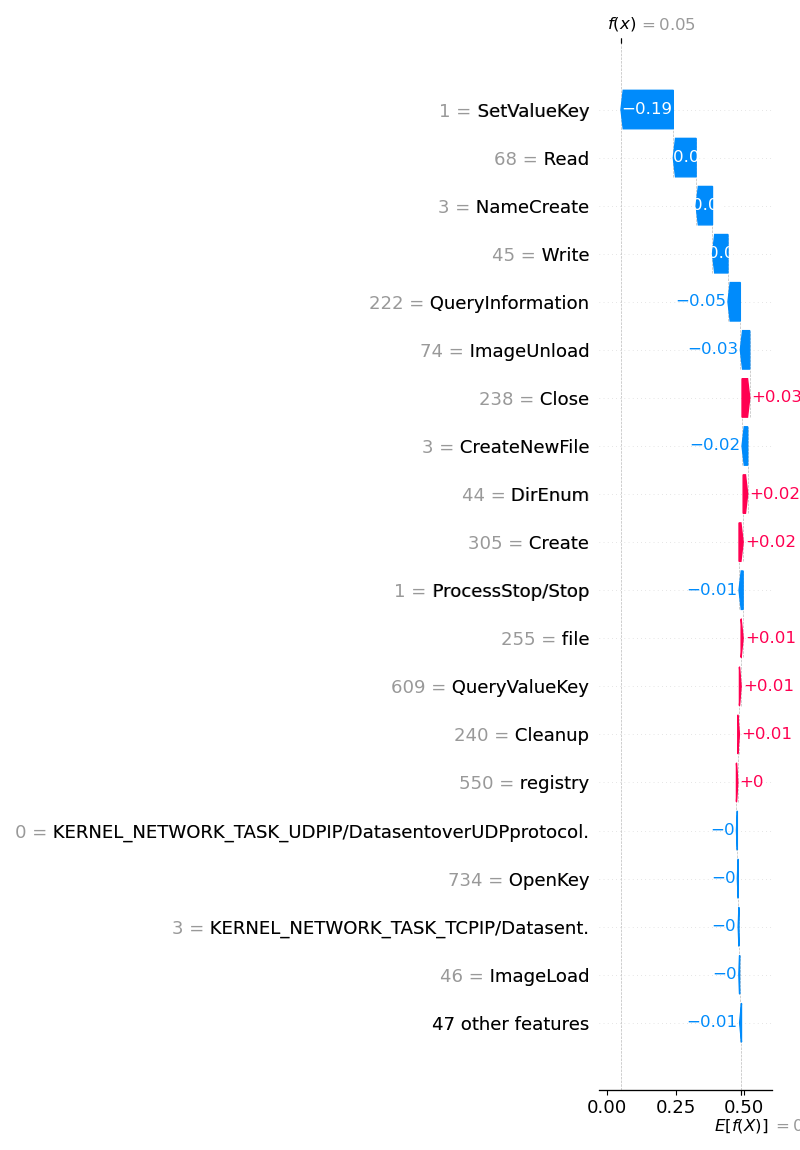 f(x) = 0.05
1 = SetValueKey −0.19
68 = Read
3 = NameCreate
45 = Write
222 = QueryInformation −0.05
74 = ImageUnload −0.03
238 = Close +0.03
3 = CreateNewFile −0.02
44 = DirEnum +0.02
305 = Create +0.02
1 = ProcessStop/Stop −0.01
255 = file +0.01
609 = QueryValueKey +0.01
240 = Cleanup +0.01
550 = registry +0
0 = KERNEL_NETWORK_TASK_UDPIP/DatasentoverUDPprotocol. −0
734 = OpenKey −0
3 = KERNEL_NETWORK_TASK_TCPIP/Datasent. −0
46 = ImageLoad −0
47 other features −0.01
0.00 0.25 0.50
E[f(X)] =